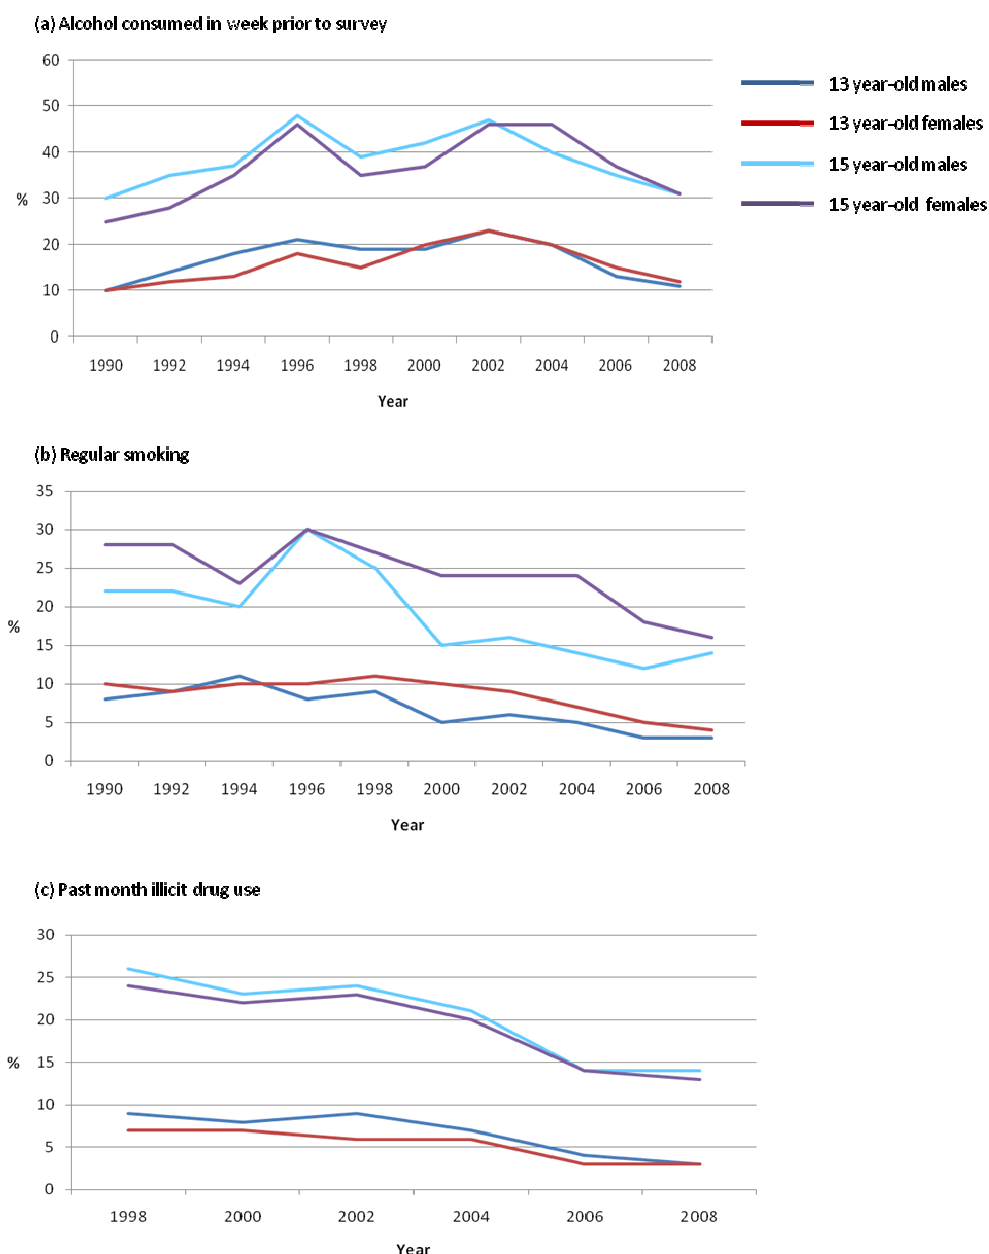 (a) Alcohol consumed in week prior to survey
60
50
40
30
20
10
0
%
1990 1992 1994 1996 1998 2000 2002 2004 2006 2008
Year
13 year-old males
13 year-old females
15 year-old males
15 year-old females
(b) Regular smoking
35
30
25
20
15
10
5
0
%
1990 1992 1994 1996 1998 2000 2002 2004 2006 2008
Year
(c) Past month illicit drug use
30
25
20
15
10
5
0
%
1998 2000 2002 2004 2006 2008
Year